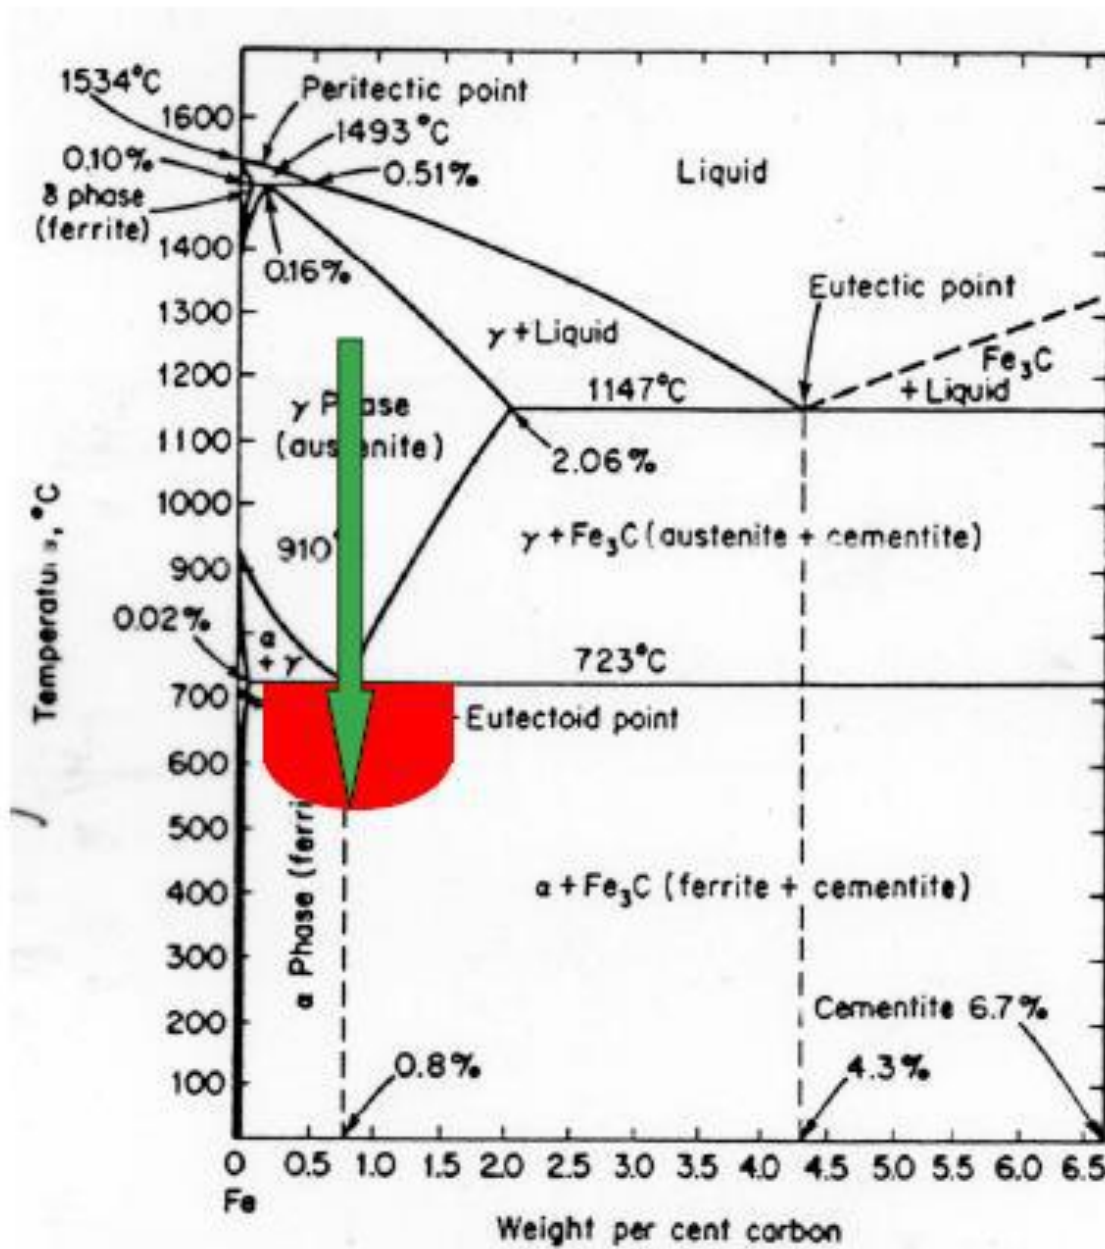 1534°C
Peritectic point
1600
1493°C
0.10%
0.51%
Liquid
δ phase
(ferrite)
1400
0.16%
Eutectic point
1300
γ+Liquid
Fe₃C
+ Liquid
1200
1147°C
γ Phase
(austenite)
1100
2.06%
1000
γ+Fe₃C (austenite + cementite)
910
900
0.02%
α
+ γ
723°C
700
Eutectoid point
600
500
α + Fe₃C (ferrite + cementite)
400
α Phase
300
Cementite 6.7%
200
0.8%
4.3%
100
0 0.5 1.0 1.5 2.0 2.5 3.0 3.5 4.0 4.5 5.0 5.5 6.0 6.5
Fe
Weight per cent carbon